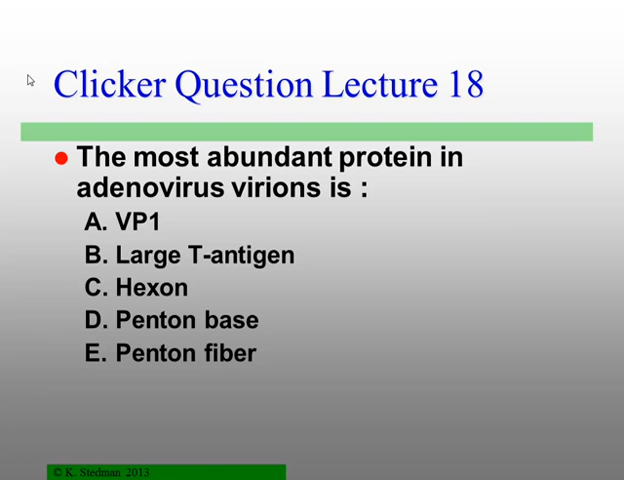 Clicker Question Lecture 18
The most abundant protein in
adenovirus virions is :
A. VP1
B. Large T-antigen
C. Hexon
D. Penton base
E. Penton fiber
© K. Stedman 2013